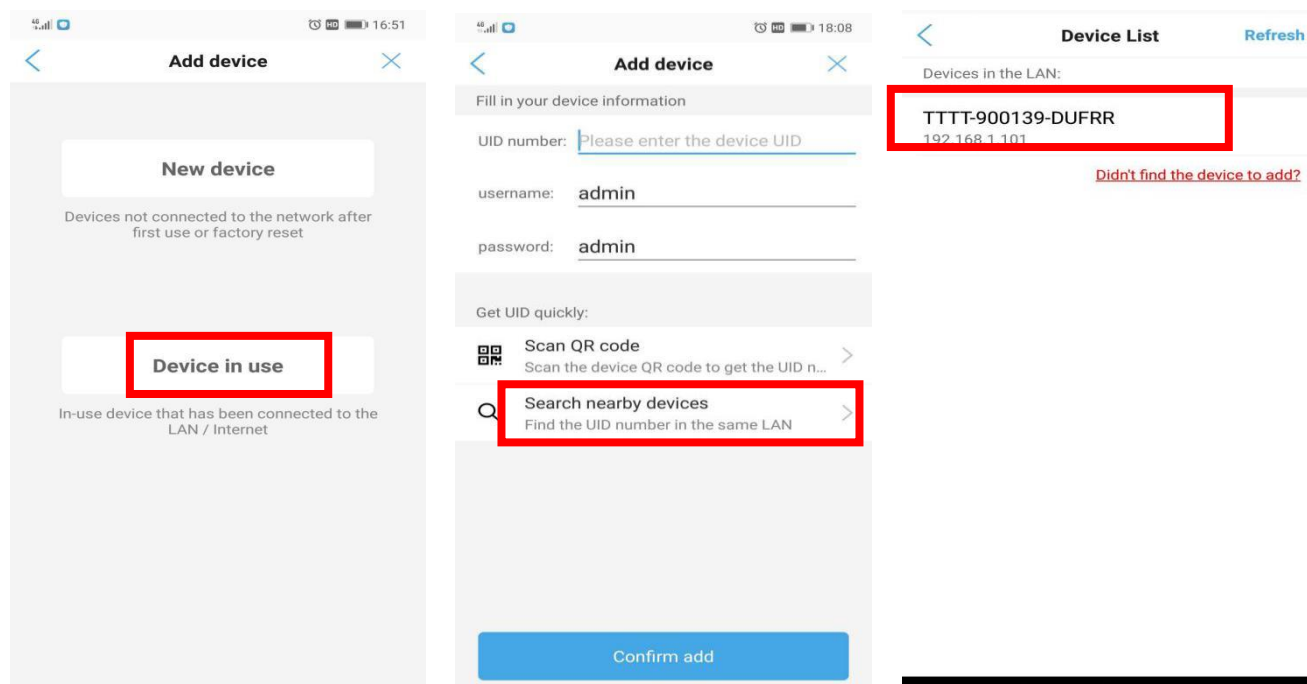 4G HD 16:51
Add device
New device
Devices not connected to the network after
first use or factory reset
Device in use
In-use device that has been connected to the
LAN / Internet
4G HD 18:08
Add device
Fill in your device information
UID number: Please enter the device UID
username: admin
password: admin
Get UID quickly:
Scan QR code
Scan the device QR code to get the UID n...
Search nearby devices
Find the UID number in the same LAN
Confirm add
Device List Refresh
Devices in the LAN:
TTTT-900139-DUFRR
192.168.1.101
Didn't find the device to add?